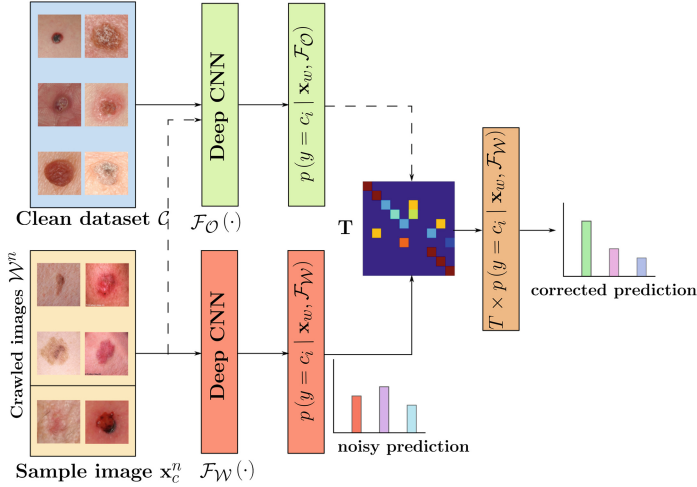 Clean dataset 𝒞
Deep CNN
ℱ_𝒪(·)
p(y = c_i | x_w, ℱ_𝒪)
T
T × p(y = c_i | x_w, ℱ_𝒲)
corrected prediction
Crawled images 𝒲^n
Sample image x_c^n
Deep CNN
ℱ_𝒲(·)
p(y = c_i | x_w, ℱ_𝒲)
noisy prediction